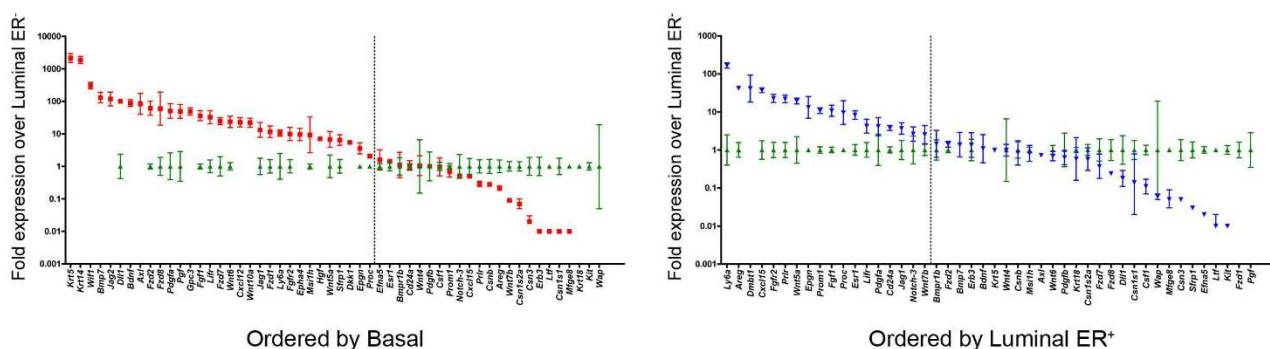 Fold expression over Luminal ER-
10000
1000
100
10
1
0.1
0.01
0.001
Krt5
Krt14
Wif1
Bmp7
Jag2
Dll1
Bdnf
Axl
Fzd2
Fzd8
Pdgfa
Pgf
Gpc3
Fgf1
Lifr
Fzd7
Wnt6
Cxcl12
Wnt10a
Jag1
Fzd1
Ly6a
Fgfr2
Epha4
Msi1h
Hgf
Wnt5a
Sfrp1
Dkk1
Epgn
Proc
Efna5
Esr1
Bmpr1b
Cd24a
Wnt4
Pdgfb
Csf1
Prom1
Notch-3
Cxcl15
Prlr
Csnb
Areg
Wnt7b
Csn1s2a
Csn3
Erb3
Ltf
Csn1s1
Mfge8
Krt18
Kit
Wap
Ordered by Basal
Fold expression over Luminal ER-
1000
100
10
1
0.1
0.01
0.001
Ly6a
Areg
Dmbt1
Cxcl15
Fgfr2
Prlr
Wnt5a
Epgn
Prom1
Fgf1
Proc
Esr1
Lifr
Pdgfa
Cd24a
Jag1
Notch-3
Wnt7b
Bmpr1b
Fzd2
Bmp7
Erb3
Bdnf
Krt5
Wnt4
Csnb
Msi1h
Axl
Wnt6
Pdgfb
Krt18
Csn1s2a
Fzd7
Fzd8
Dll1
Csn1s1
Csf1
Wap
Mfge8
Csn3
Sfrp1
Efna5
Ltf
Kit
Fzd1
Pgf
Ordered by Luminal ER+